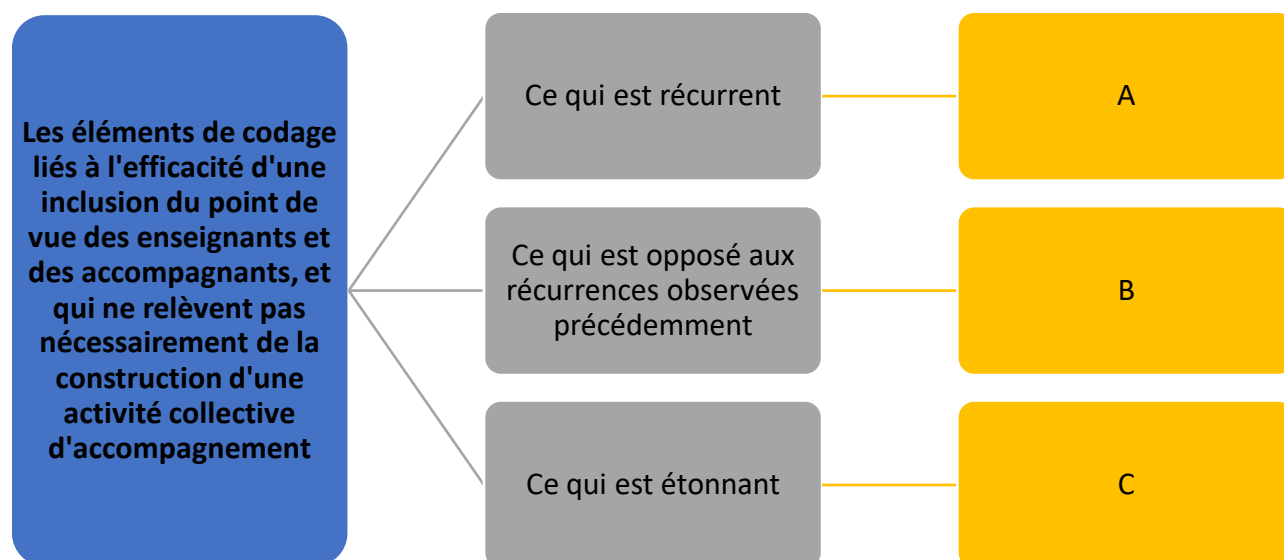 Les éléments de codage
liés à l'efficacité d'une
inclusion du point de
vue des enseignants et
des accompagnants, et
qui ne relèvent pas
nécessairement de la
construction d'une
activité collective
d'accompagnement
Ce qui est récurrent
A
Ce qui est opposé aux
récurrences observées
précédemment
B
Ce qui est étonnant
C